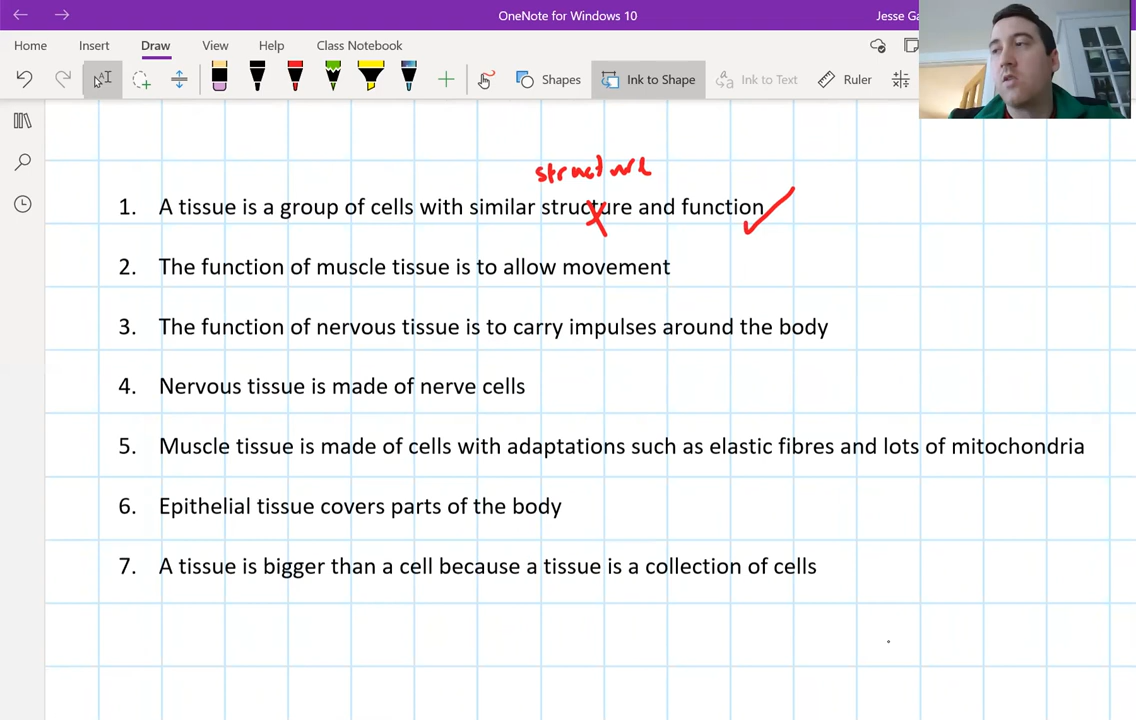 OneNote for Windows 10
Jesse Ga
Home Insert Draw View Help Class Notebook
Shapes Ink to Shape Ink to Text Ruler
structure
1. A tissue is a group of cells with similar structure and function
2. The function of muscle tissue is to allow movement
3. The function of nervous tissue is to carry impulses around the body
4. Nervous tissue is made of nerve cells
5. Muscle tissue is made of cells with adaptations such as elastic fibres and lots of mitochondria
6. Epithelial tissue covers parts of the body
7. A tissue is bigger than a cell because a tissue is a collection of cells